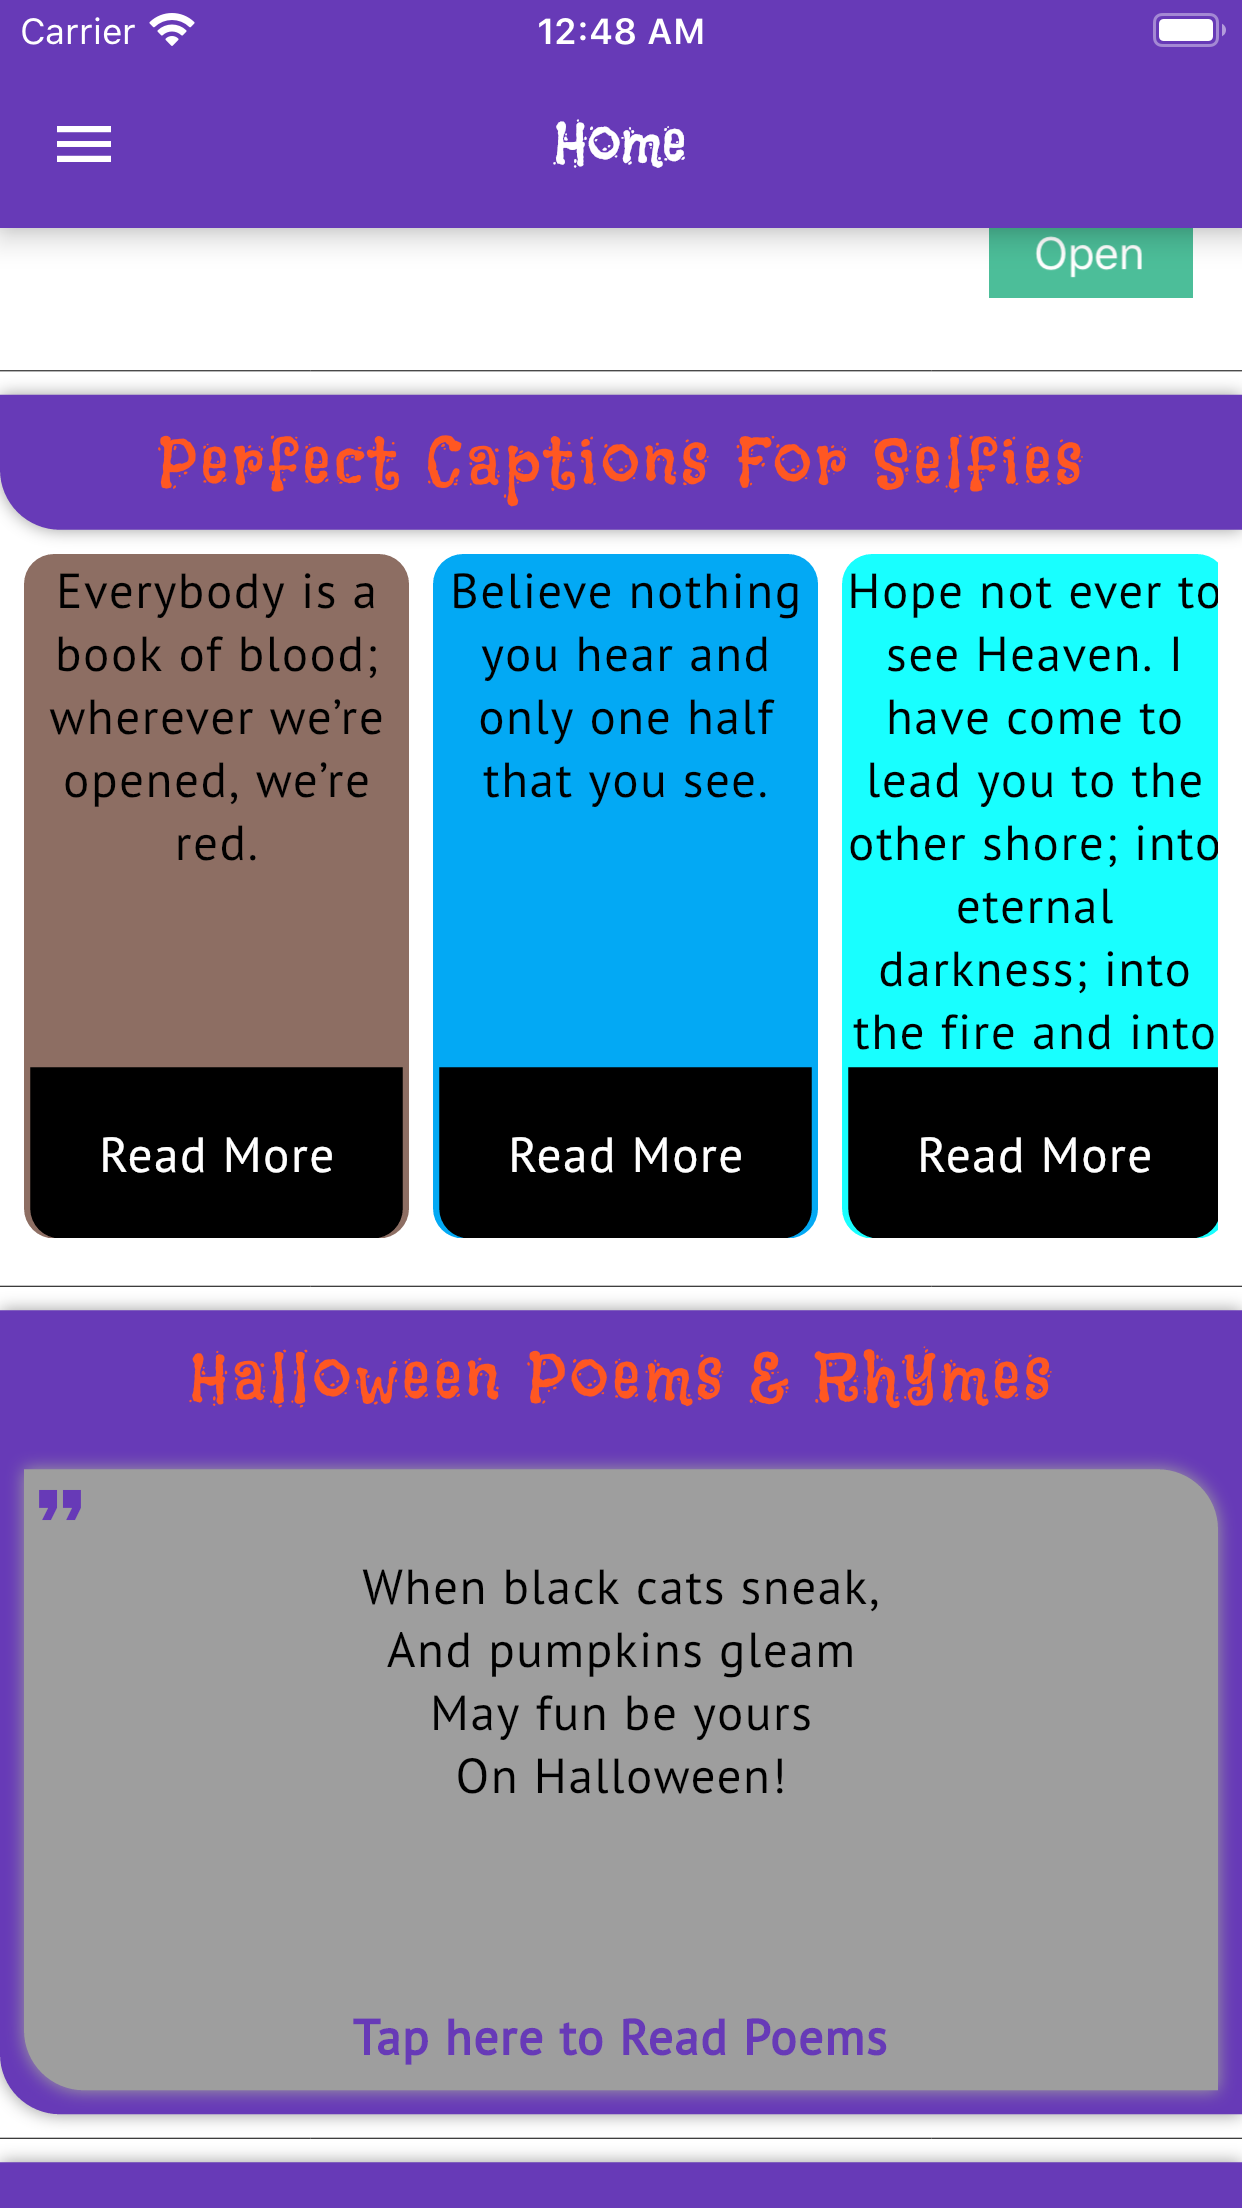 Carrier 12:48 AM
Home
Open
Perfect Captions For Selfies
Everybody is a
book of blood;
wherever we’re
opened, we’re
red.
Read More
Believe nothing
you hear and
only one half
that you see.
Read More
Hope not ever to
see Heaven. I
have come to
lead you to the
other shore; into
eternal
darkness; into
the fire and into
Read More
Halloween Poems & Rhymes
”
When black cats sneak,
And pumpkins gleam
May fun be yours
On Halloween!
Tap here to Read Poems